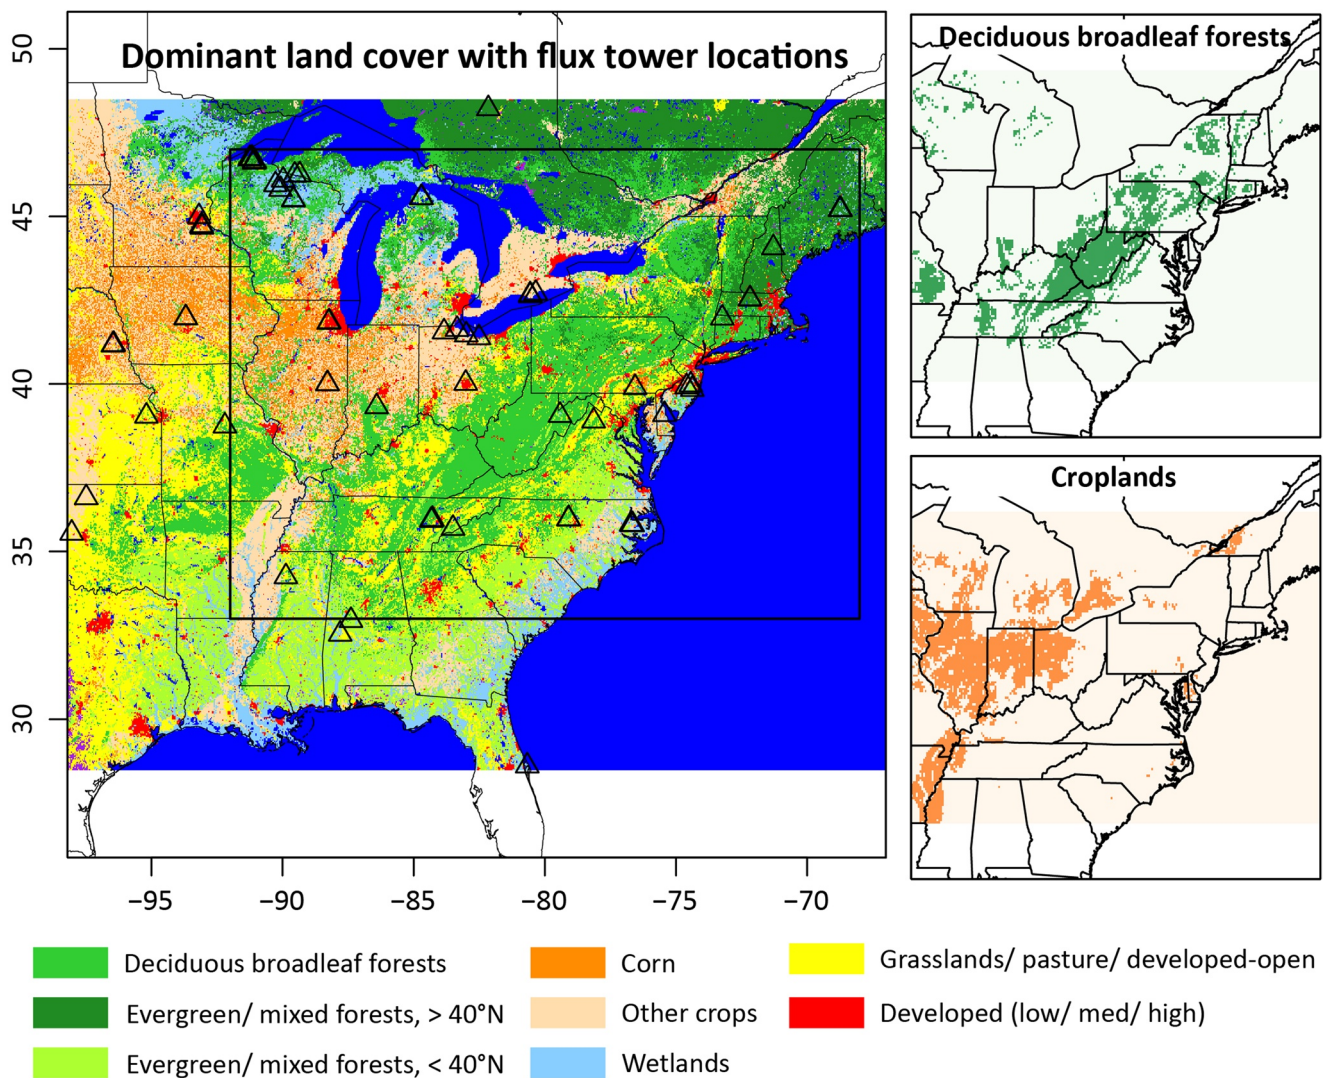 Dominant land cover with flux tower locations
50
45
40
35
30
−95 −90 −85 −80 −75 −70
Deciduous broadleaf forests
Croplands
Deciduous broadleaf forests
Evergreen/ mixed forests, > 40°N
Evergreen/ mixed forests, < 40°N
Corn
Other crops
Wetlands
Grasslands/ pasture/ developed-open
Developed (low/ med/ high)